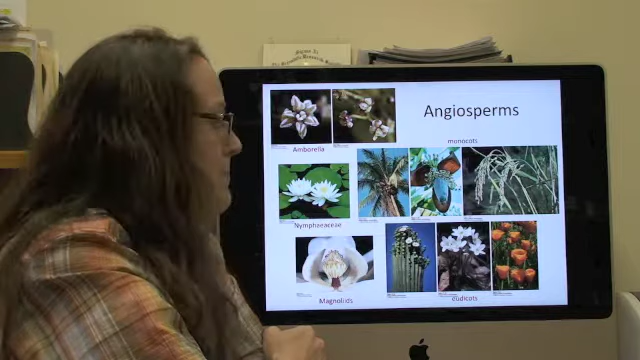 Angiosperms
monocots
Amborella
Nymphaeaceae
Magnoliids
eudicots